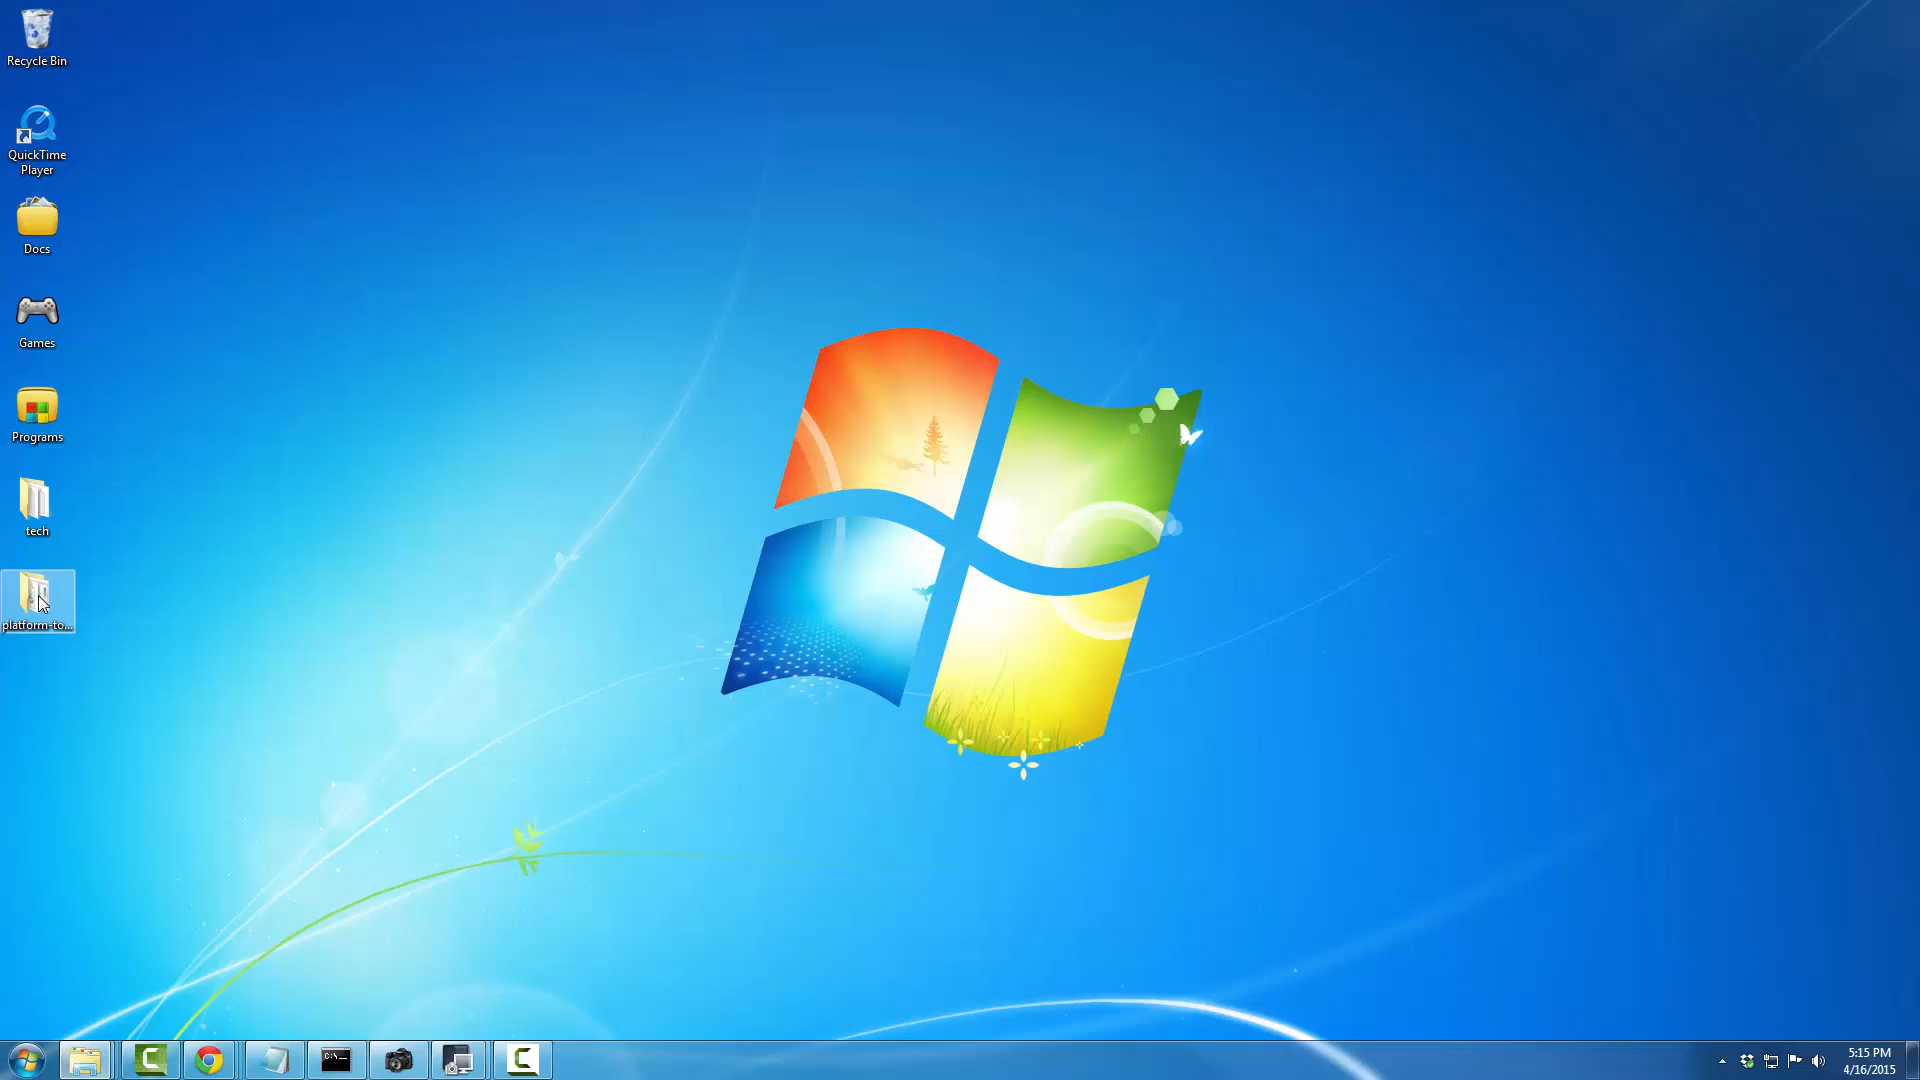 Recycle Bin
QuickTime
Player
Docs
Games
Programs
tech
platform-to...
C:\_
5:15 PM
4/16/2015